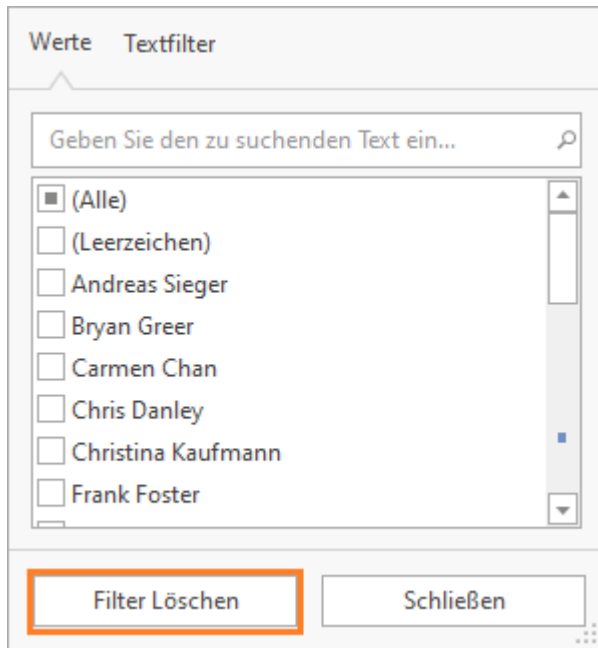 Werte Textfilter
Geben Sie den zu suchenden Text ein...
(Alle)
(Leerzeichen)
Andreas Sieger
Bryan Greer
Carmen Chan
Chris Danley
Christina Kaufmann
Frank Foster
Filter Löschen Schließen